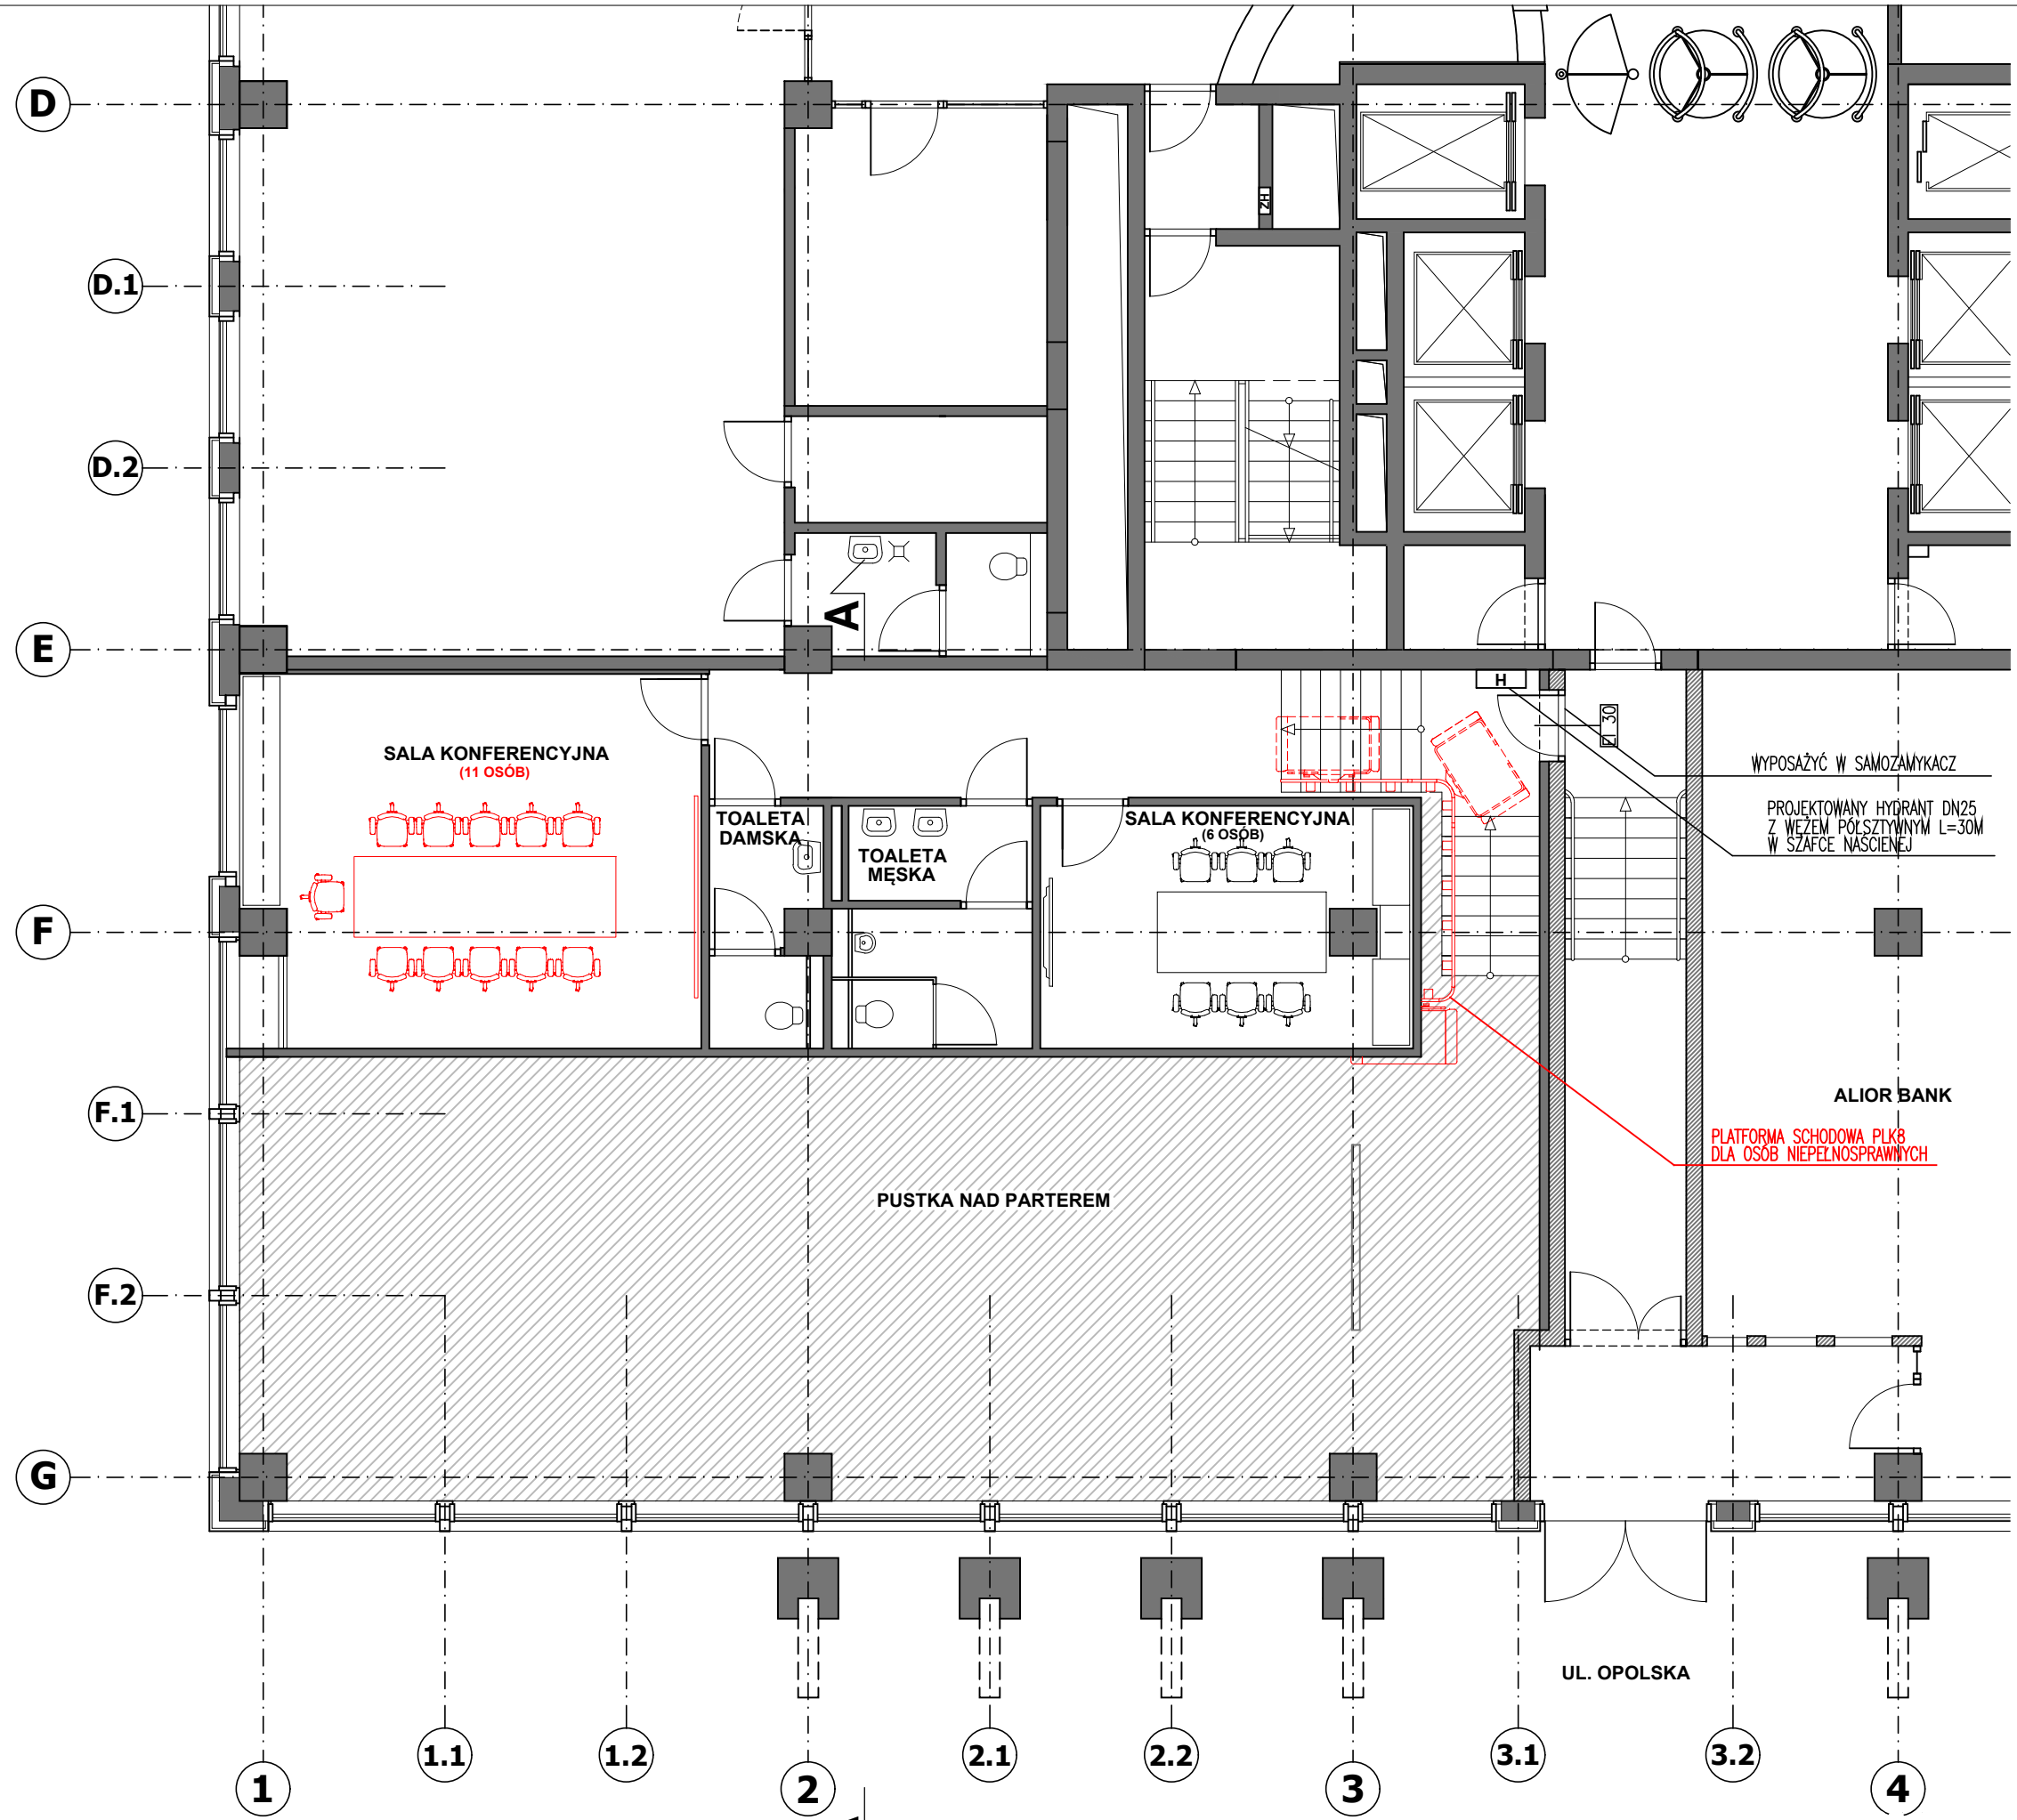 D
ZH
D.1
D.2
A
E
H
EI 30
SALA KONFERENCYJNA
(11 OSÓB)
WYPOSAŻYĆ W SAMOZAMYKACZ
PROJEKTOWANY HYDRANT DN25
Z WĘŻEM PÓŁSZTYWNYM L=30M
W SZAFCE NAŚCIENEJ
TOALETA
DAMSKA
TOALETA
MĘSKA
SALA KONFERENCYJNA
(6 OSÓB)
F
F.1
ALIOR BANK
PLATFORMA SCHODOWA PLK8
DLA OSÓB NIEPEŁNOSPRAWNYCH
PUSTKA NAD PARTEREM
F.2
G
UL. OPOLSKA
1
1.1
1.2
2
2.1
2.2
3
3.1
3.2
4